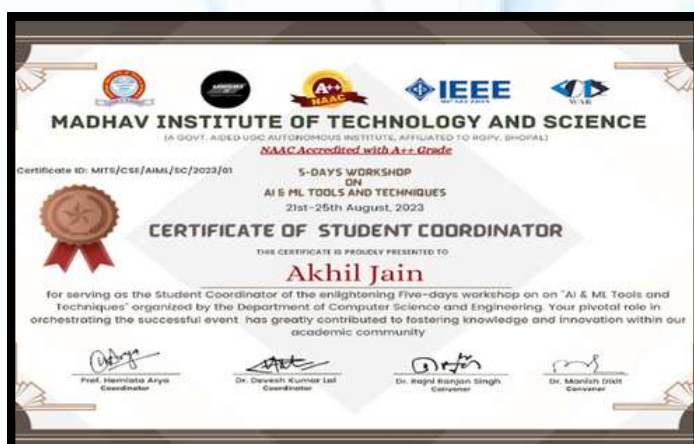 A++
NAAC
IEEE
WAR
MADHAV INSTITUTE OF TECHNOLOGY AND SCIENCE
(A GOVT. AIDED UGC AUTONOMOUS INSTITUTE, AFFILIATED TO RGPV, BHOPAL)
NAAC Accredited with A++ Grade
Certificate ID: MITS/CSE/AIML/SC/2023/01
5-DAYS WORKSHOP
ON
AI & ML TOOLS AND TECHNIQUES
21st-25th August, 2023
CERTIFICATE OF STUDENT COORDINATOR
THIS CERTIFICATE IS PROUDLY PRESENTED TO
Akhil Jain
for serving as the Student Coordinator of the enlightening Five-days workshop on on "AI & ML Tools and
Techniques" organized by the Department of Computer Science and Engineering. Your pivotal role in
orchestrating the successful event has greatly contributed to fostering knowledge and innovation within our
academic community
Prof. Hemlata Arya
Coordinator
Dr. Devesh Kumar Lal
Coordinator
Dr. Rajni Ranjan Singh
Convener
Dr. Manish Dixit
Convener